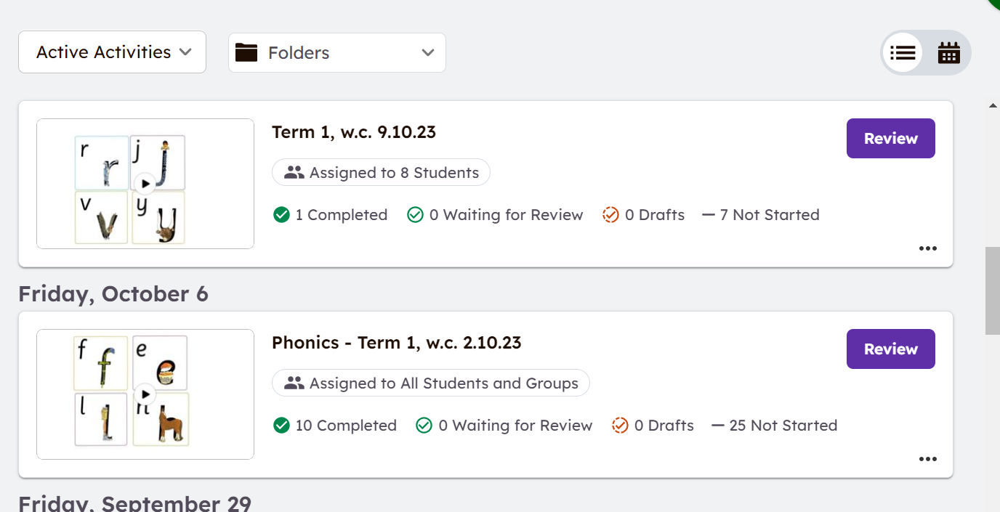 Active Activities
Folders
Term 1, w.c. 9.10.23
Review
Assigned to 8 Students
1 Completed 0 Waiting for Review 0 Drafts — 7 Not Started
r j
v y
Friday, October 6
Phonics - Term 1, w.c. 2.10.23
Review
Assigned to All Students and Groups
10 Completed 0 Waiting for Review 0 Drafts — 25 Not Started
f e
l h
Friday, September 29